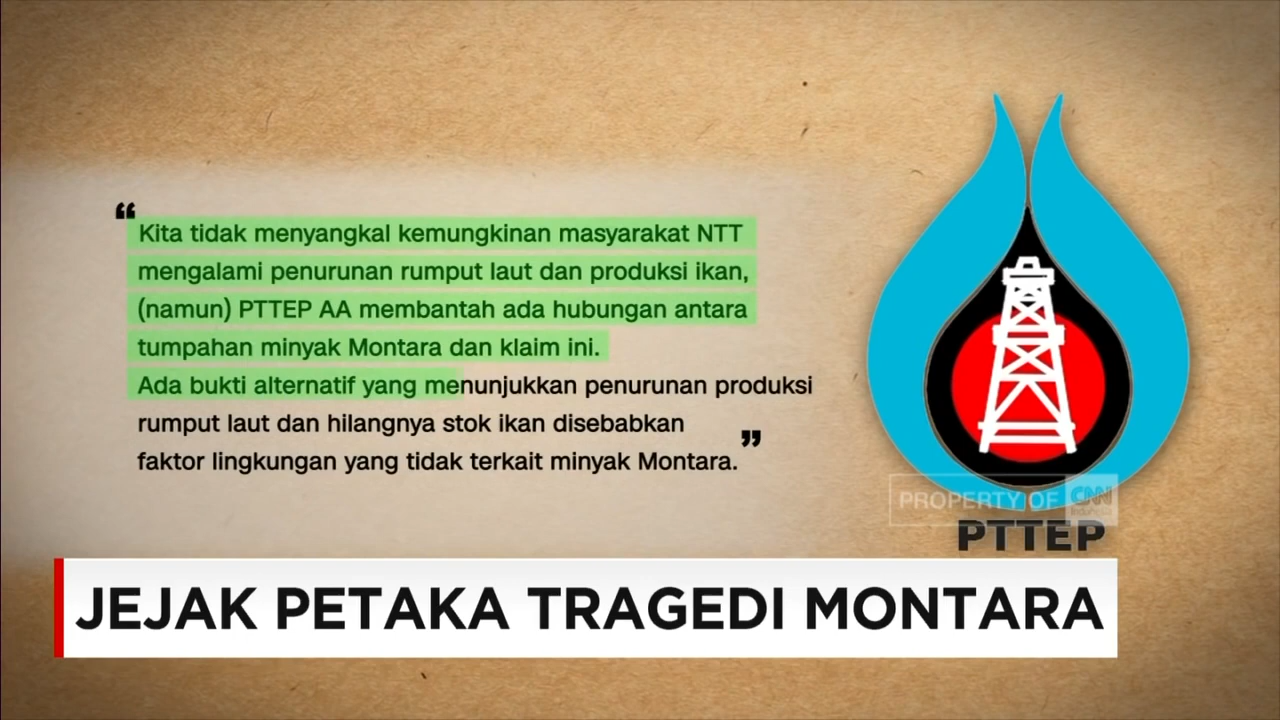 “
Kita tidak menyangkal kemungkinan masyarakat NTT
mengalami penurunan rumput laut dan produksi ikan,
(namun) PTTEP AA membantah ada hubungan antara
tumpahan minyak Montara dan klaim ini.
Ada bukti alternatif yang menunjukkan penurunan produksi
rumput laut dan hilangnya stok ikan disebabkan
faktor lingkungan yang tidak terkait minyak Montara.”
PROPERTY OF CNN Indonesia
PTTEP
JEJAK PETAKA TRAGEDI MONTARA